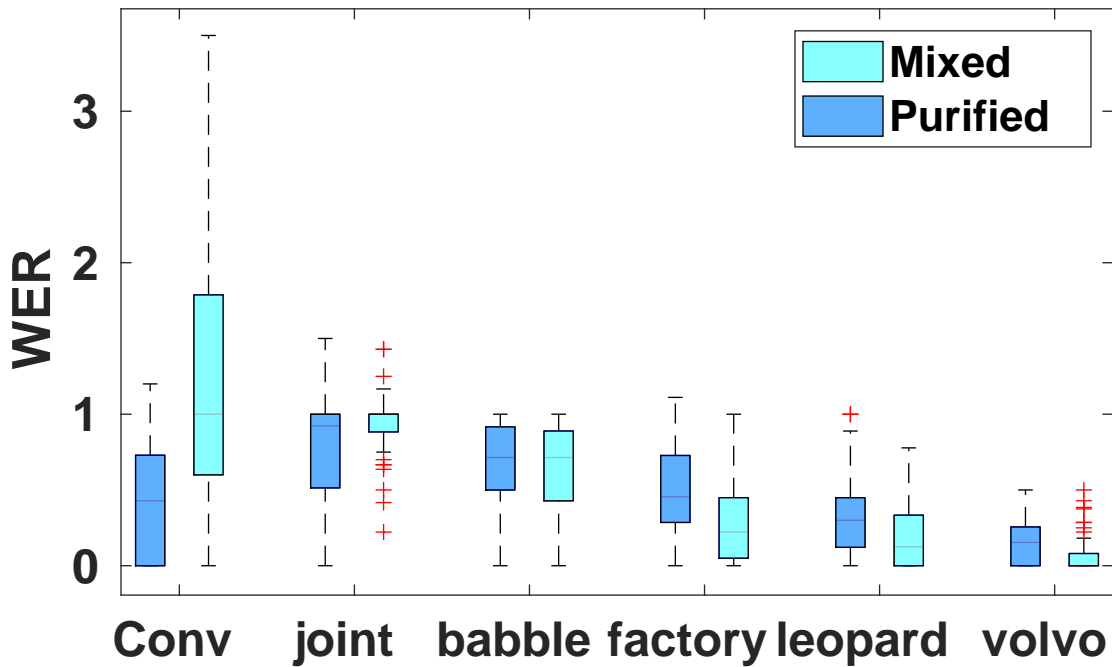 Mixed
Purified
WER
3
2
1
0
Conv joint babble factory leopard volvo